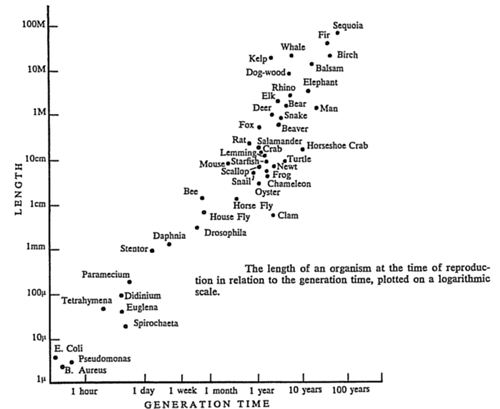 100M
Sequoia
Fir
Whale
Birch
Kelp
Balsam
10M
Dog-wood
Elephant
Rhino
Elk
Bear
Man
Deer
1M
Snake
Fox
Beaver
Rat
Salamander
Horseshoe Crab
Lemming
Crab
10cm
Mouse
Starfish
Turtle
Scallop
Newt
Frog
Snail
Chameleon
Oyster
Bee
1cm
Horse Fly
House Fly
Clam
Drosophila
Daphnia
1mm
Stentor
Paramecium
100µ
Didinium
Tetrahymena
Euglena
Spirochaeta
10µ
E. Coli
Pseudomonas
B. Aureus
1µ
LENGTH
The length of an organism at the time of reproduc-
tion in relation to the generation time, plotted on a logarithmic
scale.
1 hour
1 day
1 week
1 month
1 year
10 years
100 years
GENERATION TIME